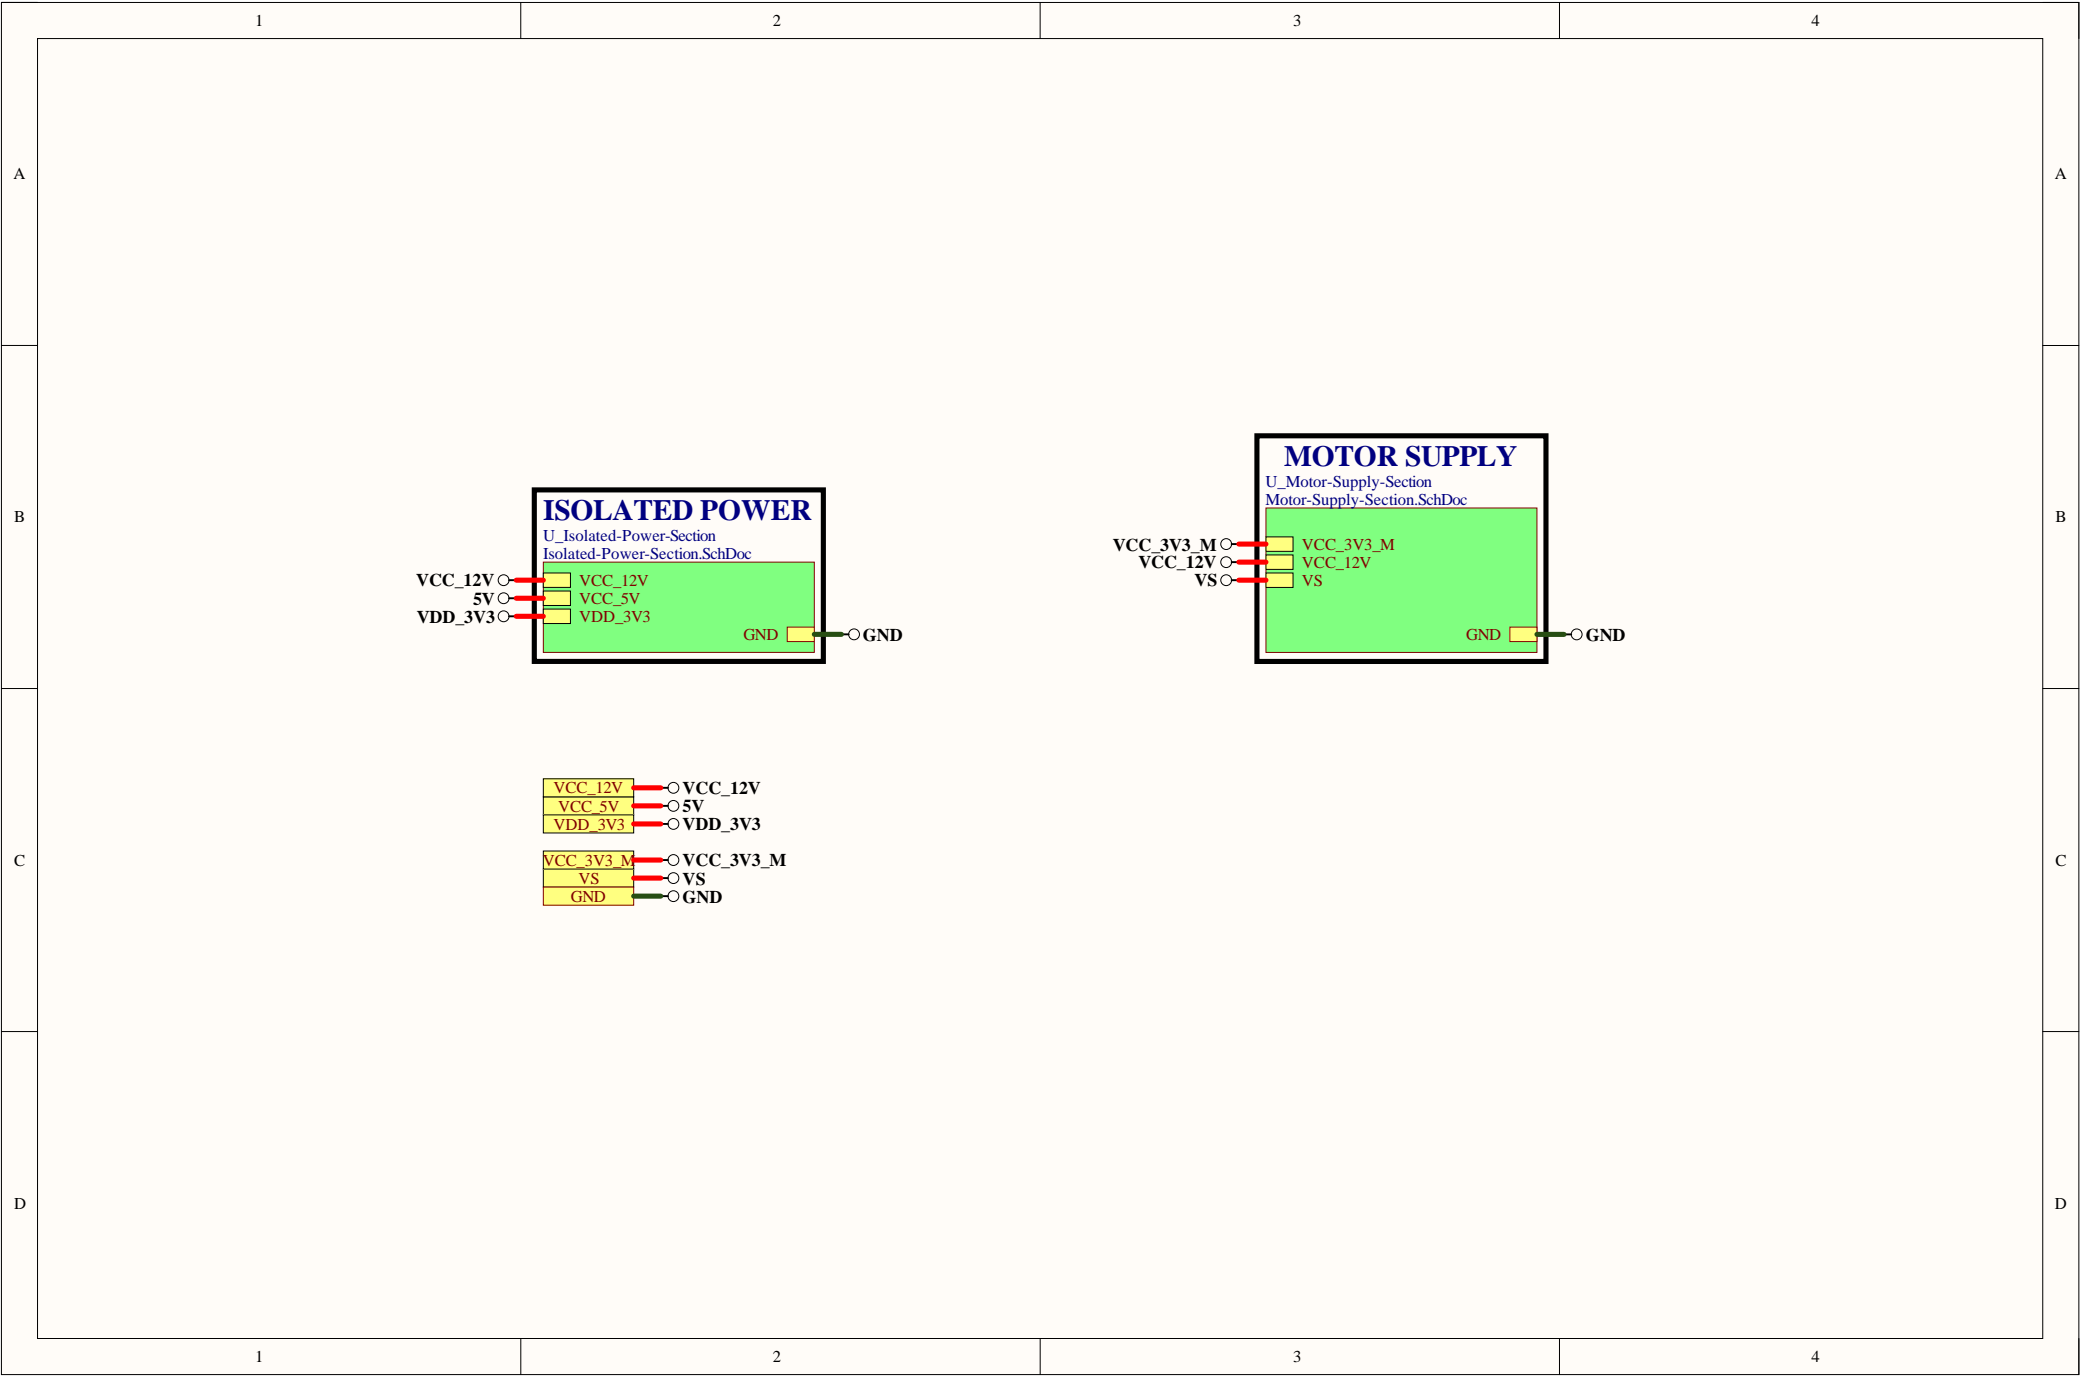 1 2 3 4
A A
MOTOR SUPPLY
U_Motor-Supply-Section
Motor-Supply-Section.SchDoc
ISOLATED POWER
U_Isolated-Power-Section
Isolated-Power-Section.SchDoc
B B
VCC_3V3_M VCC_3V3_M
VCC_12V VCC_12V
VS VS
GND GND
VCC_12V VCC_12V
5V VCC_5V
VDD_3V3 VDD_3V3
GND GND
VCC_12V VCC_12V
VCC_5V 5V
VDD_3V3 VDD_3V3
C C
VCC_3V3_M VCC_3V3_M
VS VS
GND GND
D D
1 2 3 4